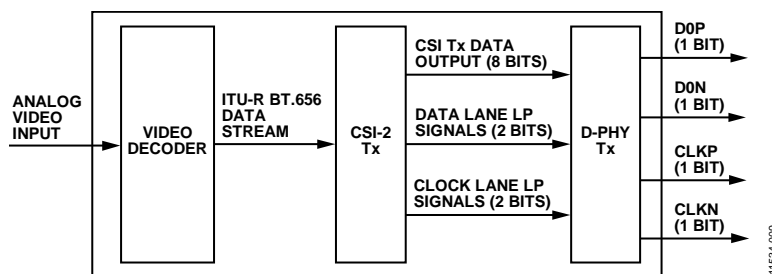 ANALOG
VIDEO
INPUT
VIDEO
DECODER
ITU-R BT.656
DATA
STREAM
CSI-2
Tx
CSI Tx DATA
OUTPUT (8 BITS)
DATA LANE LP
SIGNALS (2 BITS)
CLOCK LANE LP
SIGNALS (2 BITS)
D-PHY
Tx
D0P
(1 BIT)
D0N
(1 BIT)
CLKP
(1 BIT)
CLKN
(1 BIT)